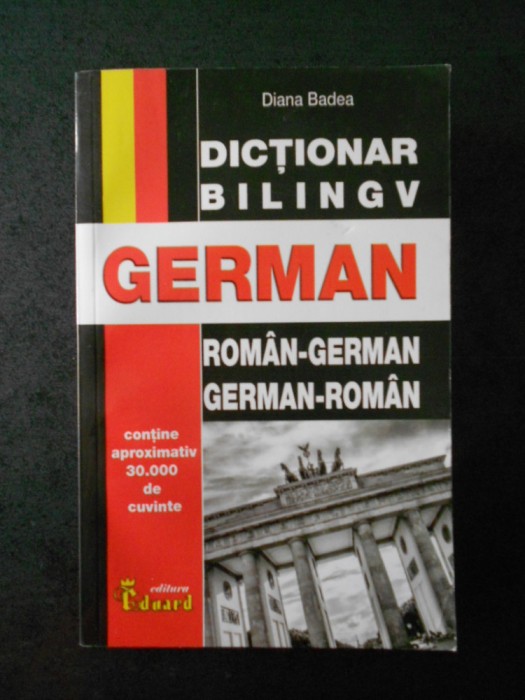 Diana Badea
DICȚIONAR
BILINGV
GERMAN
ROMÂN-GERMAN
GERMAN-ROMÂN
conține
aproximativ
30.000
de
cuvinte
editura
Eduard